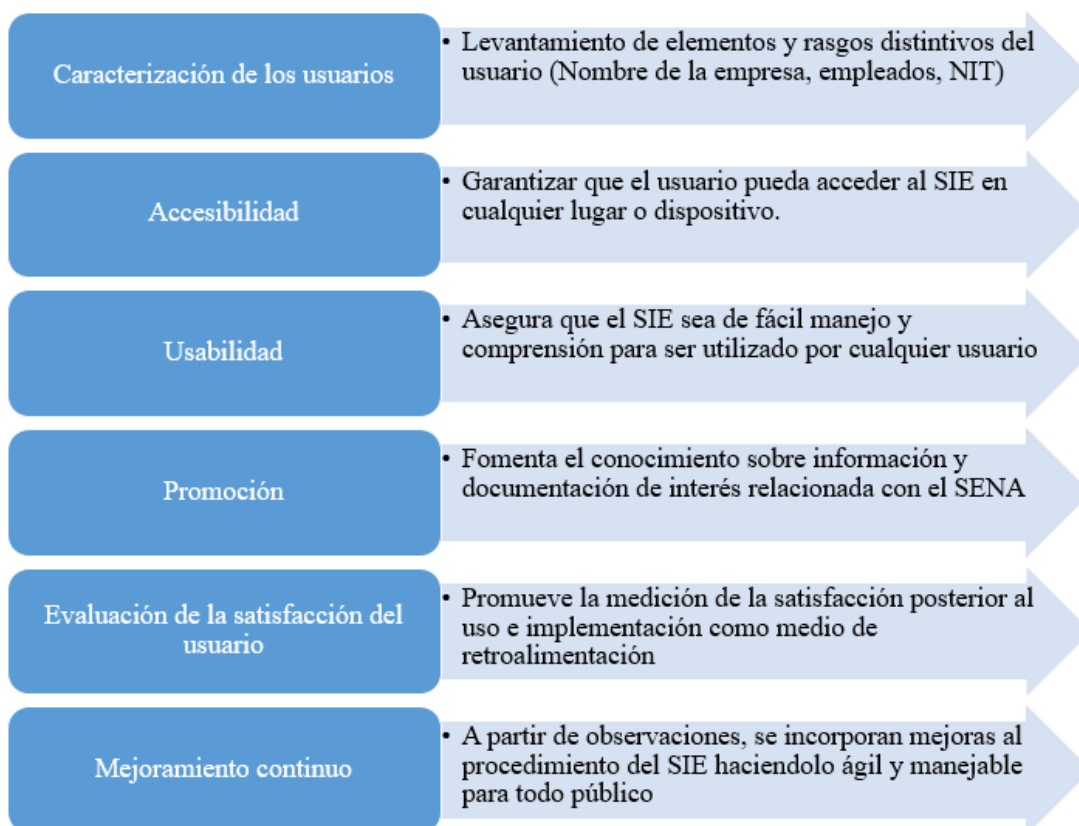 Caracterización de los usuarios
• Levantamiento de elementos y rasgos distintivos del
usuario (Nombre de la empresa, empleados, NIT)
Accesibilidad
• Garantizar que el usuario pueda acceder al SIE en
cualquier lugar o dispositivo.
Usabilidad
• Asegura que el SIE sea de fácil manejo y
comprensión para ser utilizado por cualquier usuario
Promoción
• Fomenta el conocimiento sobre información y
documentación de interés relacionada con el SENA
Evaluación de la satisfacción del
usuario
• Promueve la medición de la satisfacción posterior al
uso e implementación como medio de
retroalimentación
Mejoramiento continuo
• A partir de observaciones, se incorporan mejoras al
procedimiento del SIE haciendolo ágil y manejable
para todo público